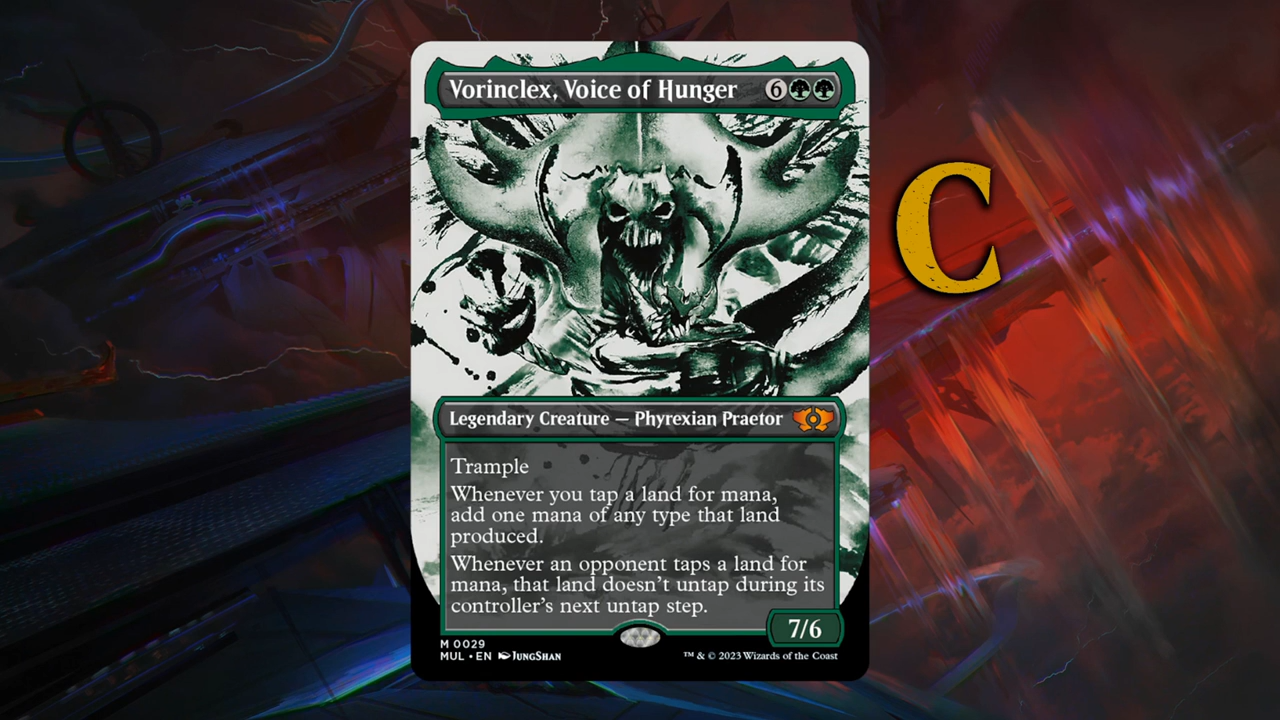 Vorinclex, Voice of Hunger 6
C
Legendary Creature — Phyrexian Praetor
Trample
Whenever you tap a land for mana,
add one mana of any type that land
produced.
Whenever an opponent taps a land for
mana, that land doesn't untap during its
controller's next untap step.
7/6
M 0029
MUL • EN JUNGSHAN
™ & © 2023 Wizards of the Coast